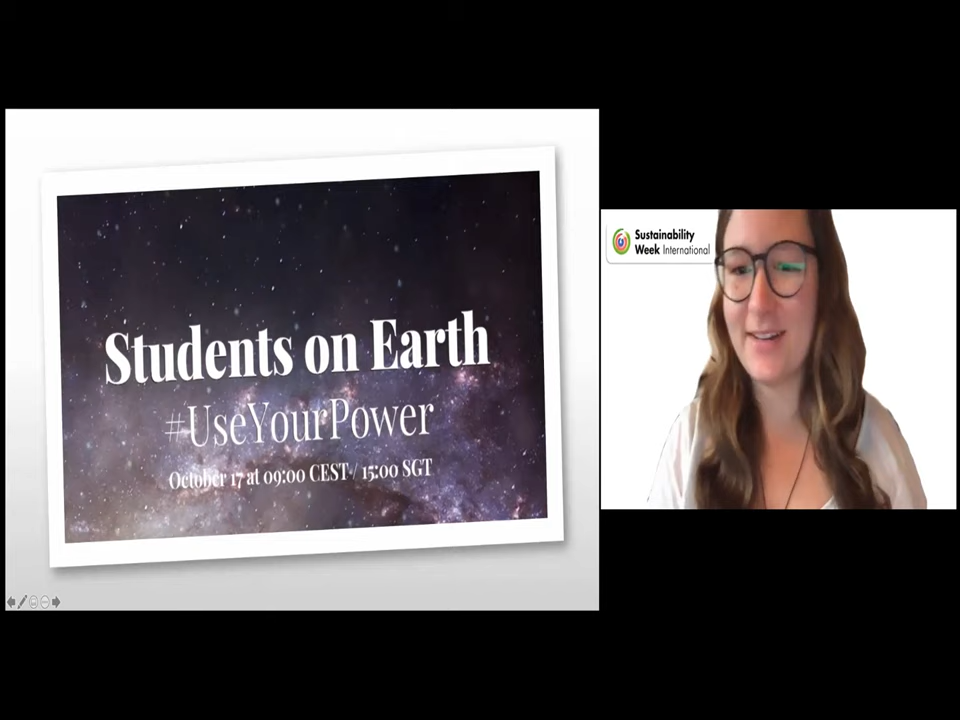 Students on Earth
#UseYourPower
October 17 at 09:00 CEST / 15:00 SGT
Sustainability
Week International